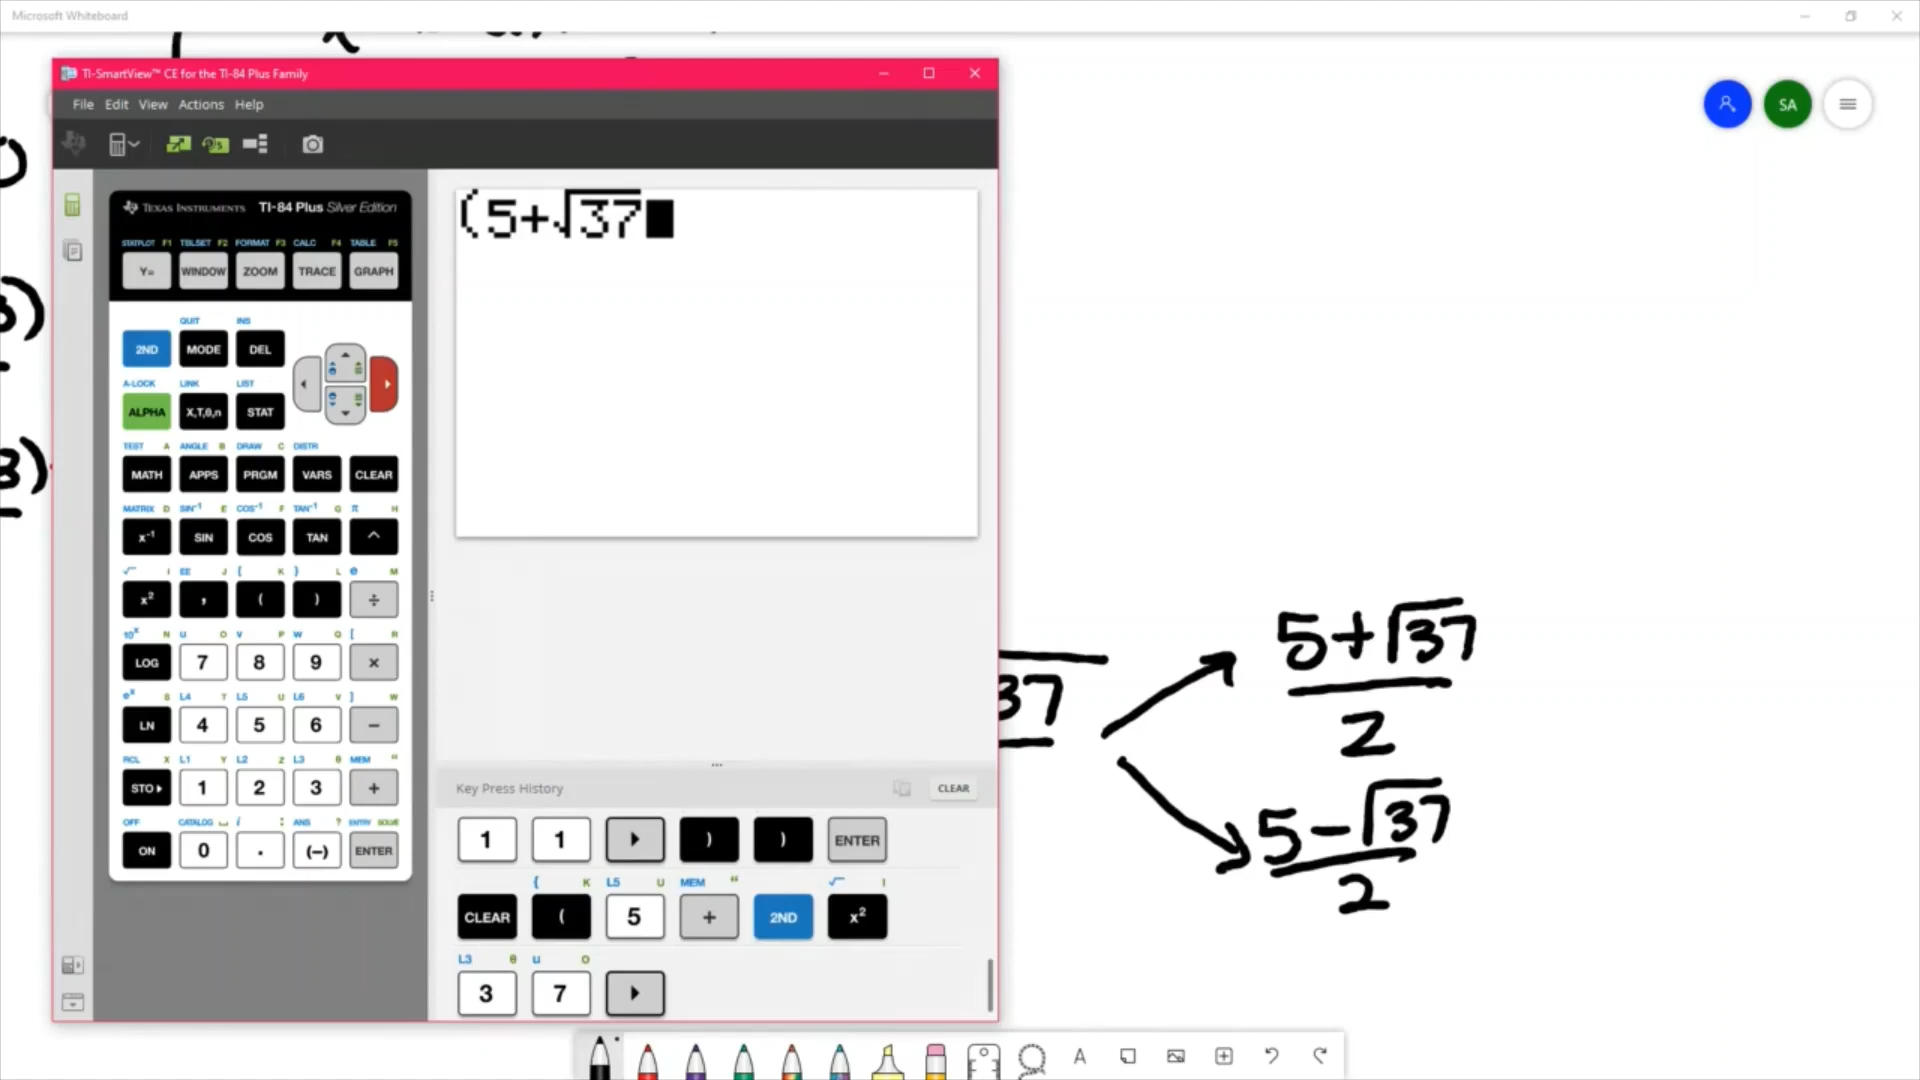 Microsoft Whiteboard
TI-SmartView™ CE for the TI-84 Plus Family
File Edit View Actions Help
SA
TEXAS INSTRUMENTS TI-84 Plus Silver Edition
STATPLOT F1 TBLSET F2 FORMAT F3 CALC F4 TABLE F5
Y= WINDOW ZOOM TRACE GRAPH
QUIT INS
2ND MODE DEL
A-LOCK LINK LIST
ALPHA X,T,θ,n STAT
TEST A ANGLE B DRAW C DISTR
MATH APPS PRGM VARS CLEAR
MATRIX D SIN⁻¹ E COS⁻¹ F TAN⁻¹ G π H
x⁻¹ SIN COS TAN ^
√ I EE J { K } L e M
x² , ( ) ÷
10ˣ N u O v P w Q [ R
LOG 7 8 9 ×
eˣ S L4 T L5 U L6 V ] W
LN 4 5 6 −
RCL X L1 Y L2 Z L3 θ MEM "
STO▸ 1 2 3 +
OFF CATALOG ␣ i : ANS ? ENTRY SOLVE
ON 0 . (−) ENTER
(5+√37
Key Press History CLEAR
1 1 ) ) ENTER
{ K L5 U MEM " √ I
CLEAR ( 5 + 2ND x²
L3 θ u O
3 7
3)
3)
37
5+√37
2
5−√37
2
A